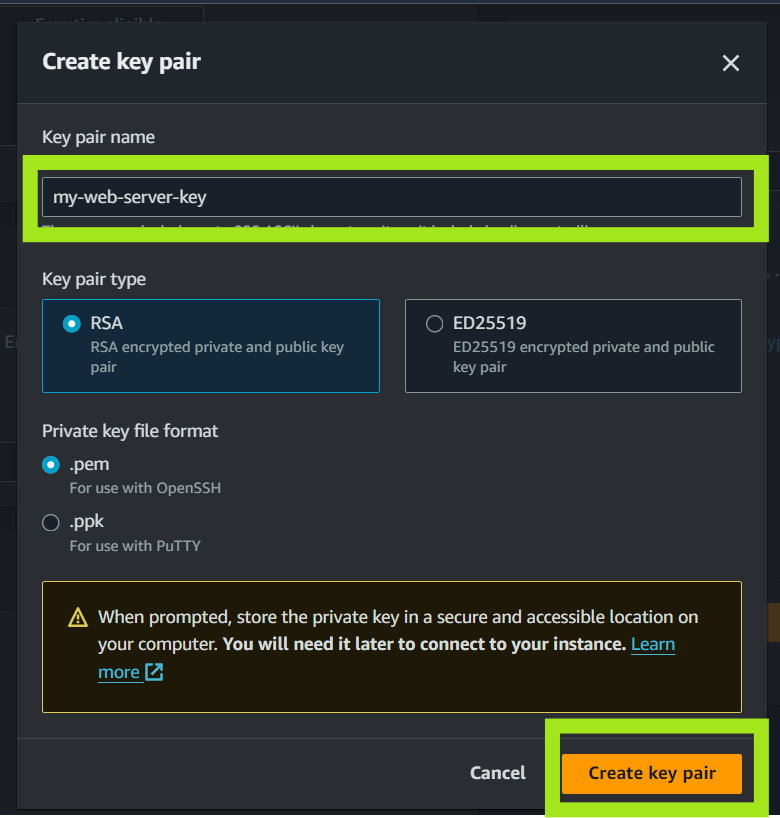 Create key pair
Key pair name
my-web-server-key
Key pair type
RSA
RSA encrypted private and public key
pair
ED25519
ED25519 encrypted private and public
key pair
Private key file format
.pem
For use with OpenSSH
.ppk
For use with PuTTY
When prompted, store the private key in a secure and accessible location on
your computer. You will need it later to connect to your instance. Learn
more
Cancel
Create key pair